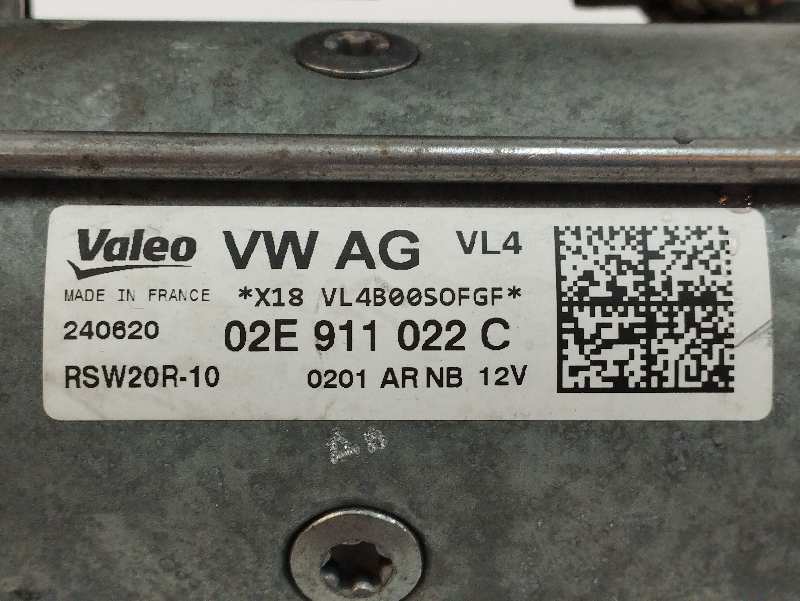 Valeo VW AG VL4
MADE IN FRANCE *X18 VL4B00SOFGF*
240620 02E 911 022 C
RSW20R-10 0201 AR NB 12V